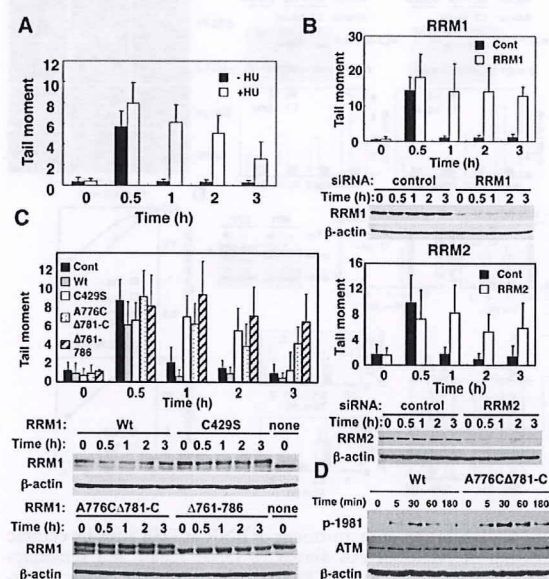 A
Tail moment
12
10
8
6
4
2
0
- HU
+HU
0 0.5 1 2 3
Time (h)
B
RRM1
Tail moment
30
20
10
0
Cont
RRM1
0 0.5 1 2 3
Time (h)
siRNA: control RRM1
Time (h): 0 0.5 1 2 3 0 0.5 1 2 3
RRM1
β-actin
RRM2
Tail moment
16
12
8
4
0
Cont
RRM2
0 0.5 1 2 3
Time (h)
siRNA: control RRM2
Time (h): 0 0.5 1 2 3 0 0.5 1 2 3
RRM2
β-actin
C
Tail moment
12
10
8
6
4
2
0
Cont
Wt
C429S
A776C
Δ781-C
Δ761-
786
0 0.5 1 2 3
Time (h)
RRM1: Wt C429S none
Time (h): 0 0.5 1 2 3 0 0.5 1 2 3 0
RRM1
β-actin
RRM1: A776CΔ781-C Δ761-786 none
Time (h): 0 0.5 1 2 3 0 0.5 1 2 3 0
RRM1
β-actin
D
Wt A776CΔ781-C
Time (min) 0 5 30 60 180 0 5 30 60 180
p-1981
ATM
β-actin